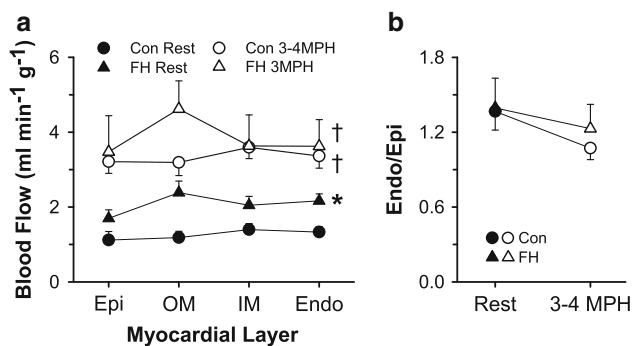 a
Con Rest
Con 3-4MPH
FH Rest
FH 3MPH
Blood Flow (ml min⁻¹ g⁻¹)
6
4
2
0
†
†
*
Epi
OM
IM
Endo
Myocardial Layer
b
Endo/Epi
1.8
1.2
0.6
0.0
Con
FH
Rest
3-4 MPH